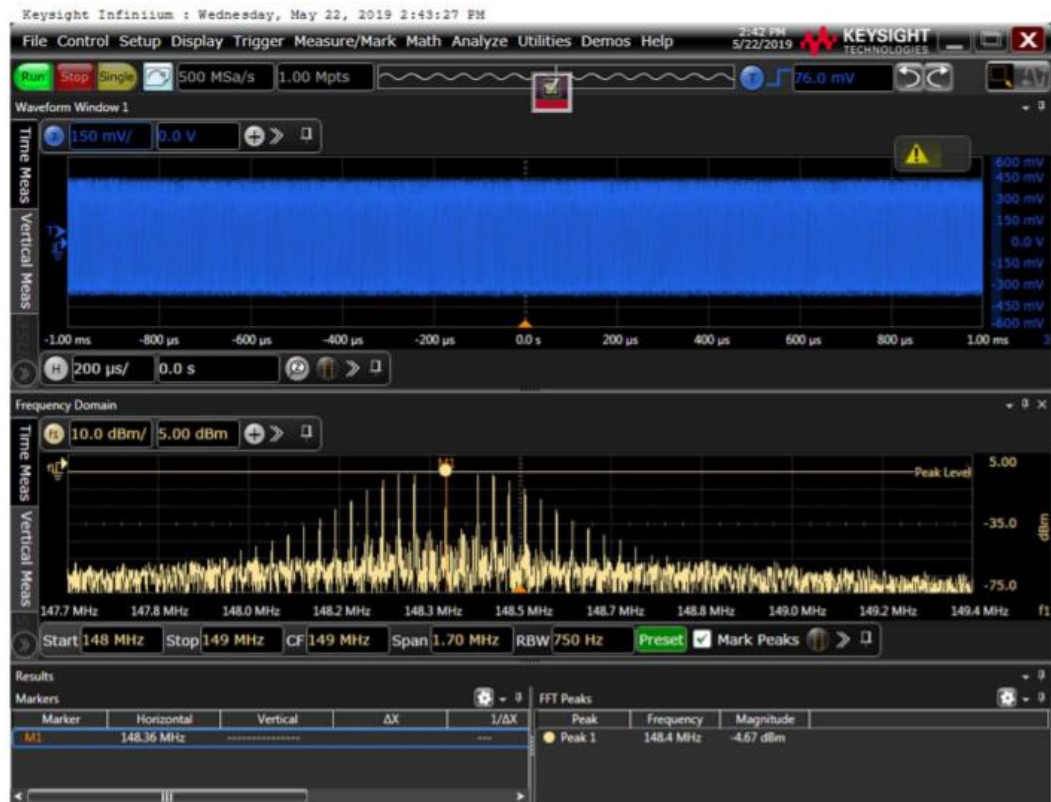 Keysight Infiniium : Wednesday, May 22, 2019 2:43:27 PM
File Control Setup Display Trigger Measure/Mark Math Analyze Utilities Demos Help
2:42 PM
5/22/2019
KEYSIGHT
TECHNOLOGIES
Run Stop Single 500 MSa/s 1.00 Mpts T 76.0 mV
Waveform Window 1
3 150 mV/ 0.0 V
Time Meas
Vertical Meas
600 mV
450 mV
300 mV
150 mV
0.0 V
-150 mV
-300 mV
-450 mV
-600 mV
-1.00 ms -800 µs -600 µs -400 µs -200 µs 0.0 s 200 µs 400 µs 600 µs 800 µs 1.00 ms 3
H 200 µs/ 0.0 s
Frequency Domain
f1 10.0 dBm/ 5.00 dBm
Time Meas
Vertical Meas
M1
Peak Level
5.00
-35.0
-75.0
dBm
147.7 MHz 147.8 MHz 148.0 MHz 148.2 MHz 148.3 MHz 148.5 MHz 148.7 MHz 148.8 MHz 149.0 MHz 149.2 MHz 149.4 MHz f1
Start 148 MHz Stop 149 MHz CF 149 MHz Span 1.70 MHz RBW 750 Hz Preset Mark Peaks
Results
Markers
Marker Horizontal Vertical ΔX 1/ΔX
M1 148.36 MHz --------------- ---
FFT Peaks
Peak Frequency Magnitude
Peak 1 148.4 MHz -4.67 dBm